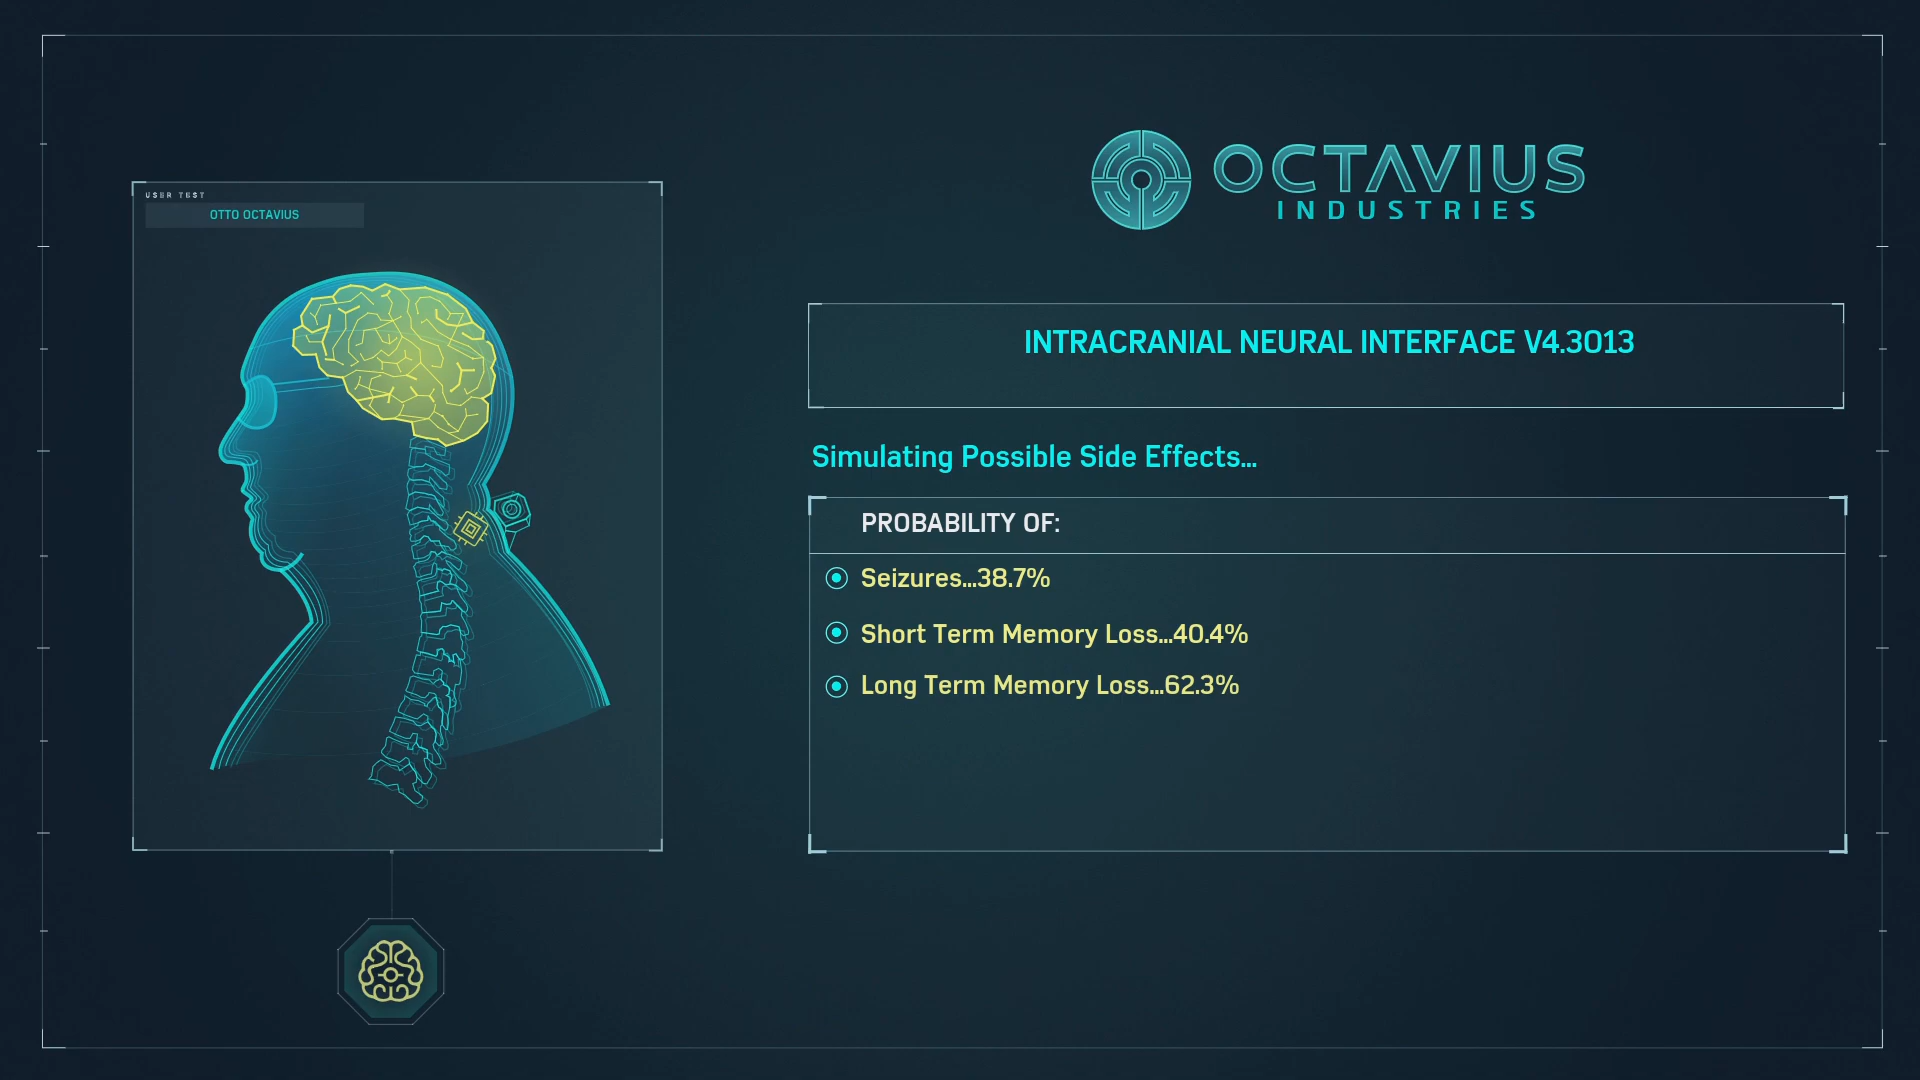 USER TEST
OTTO OCTAVIUS
OCTAVIUS
INDUSTRIES
INTRACRANIAL NEURAL INTERFACE V4.3013
Simulating Possible Side Effects...
PROBABILITY OF:
Seizures...38.7%
Short Term Memory Loss...40.4%
Long Term Memory Loss...62.3%